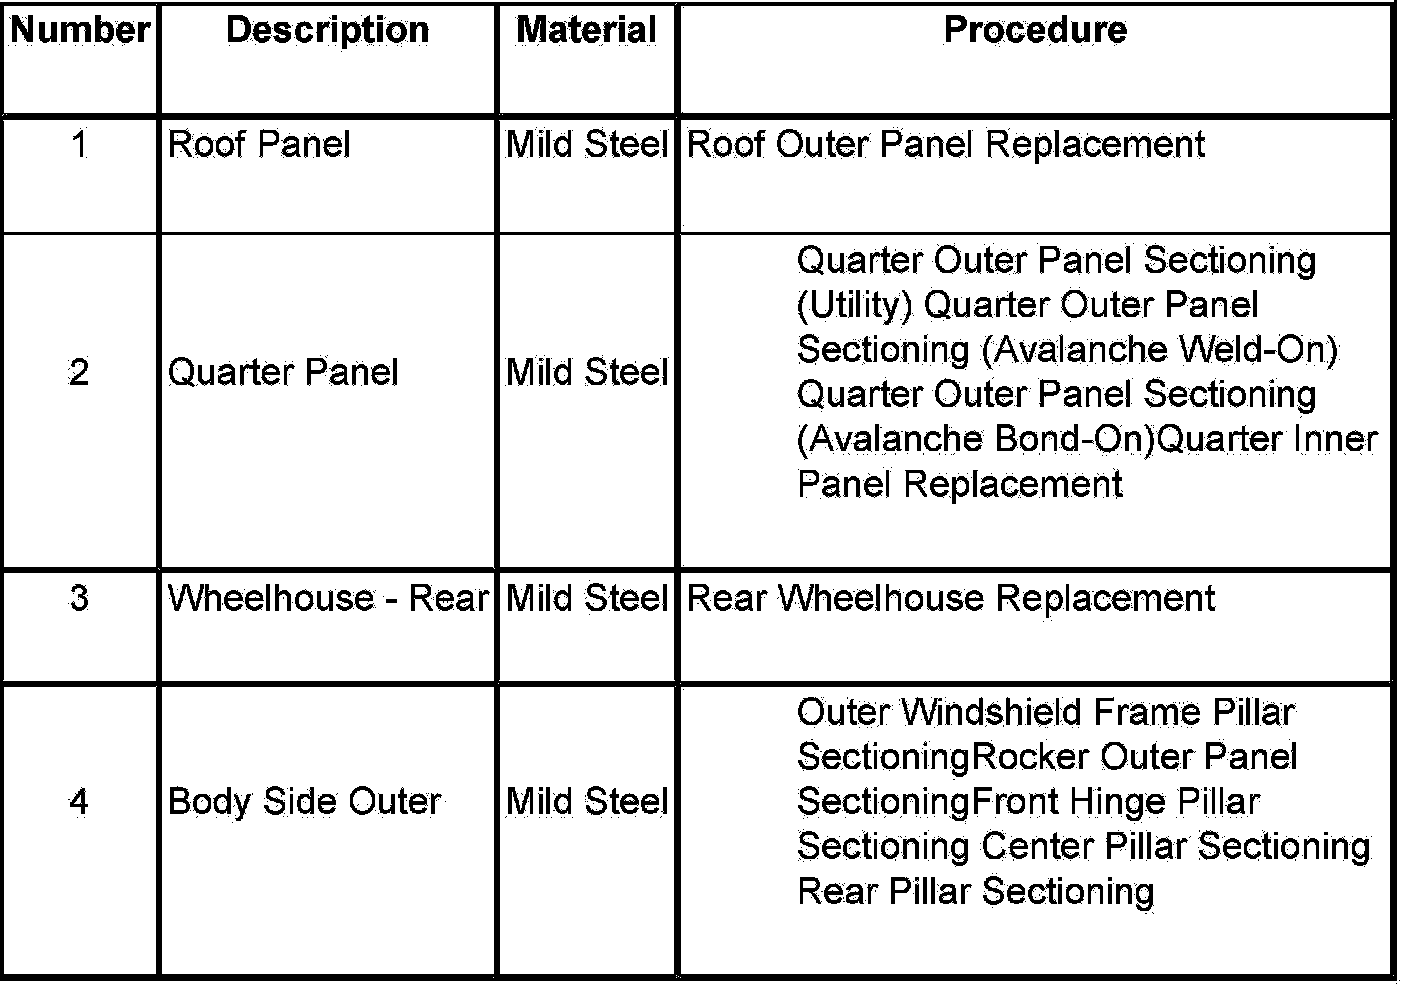 Number Description Material Procedure
1 Roof Panel Mild Steel Roof Outer Panel Replacement
Quarter Outer Panel Sectioning
(Utility) Quarter Outer Panel
Sectioning (Avalanche Weld-On)
2 Quarter Panel Mild Steel
Quarter Outer Panel Sectioning
(Avalanche Bond-On)Quarter Inner
Panel Replacement
3 Wheelhouse - Rear Mild Steel Rear Wheelhouse Replacement
Outer Windshield Frame Pillar
SectioningRocker Outer Panel
4 Body Side Outer Mild Steel SectioningFront Hinge Pillar
Sectioning Center Pillar Sectioning
Rear Pillar Sectioning